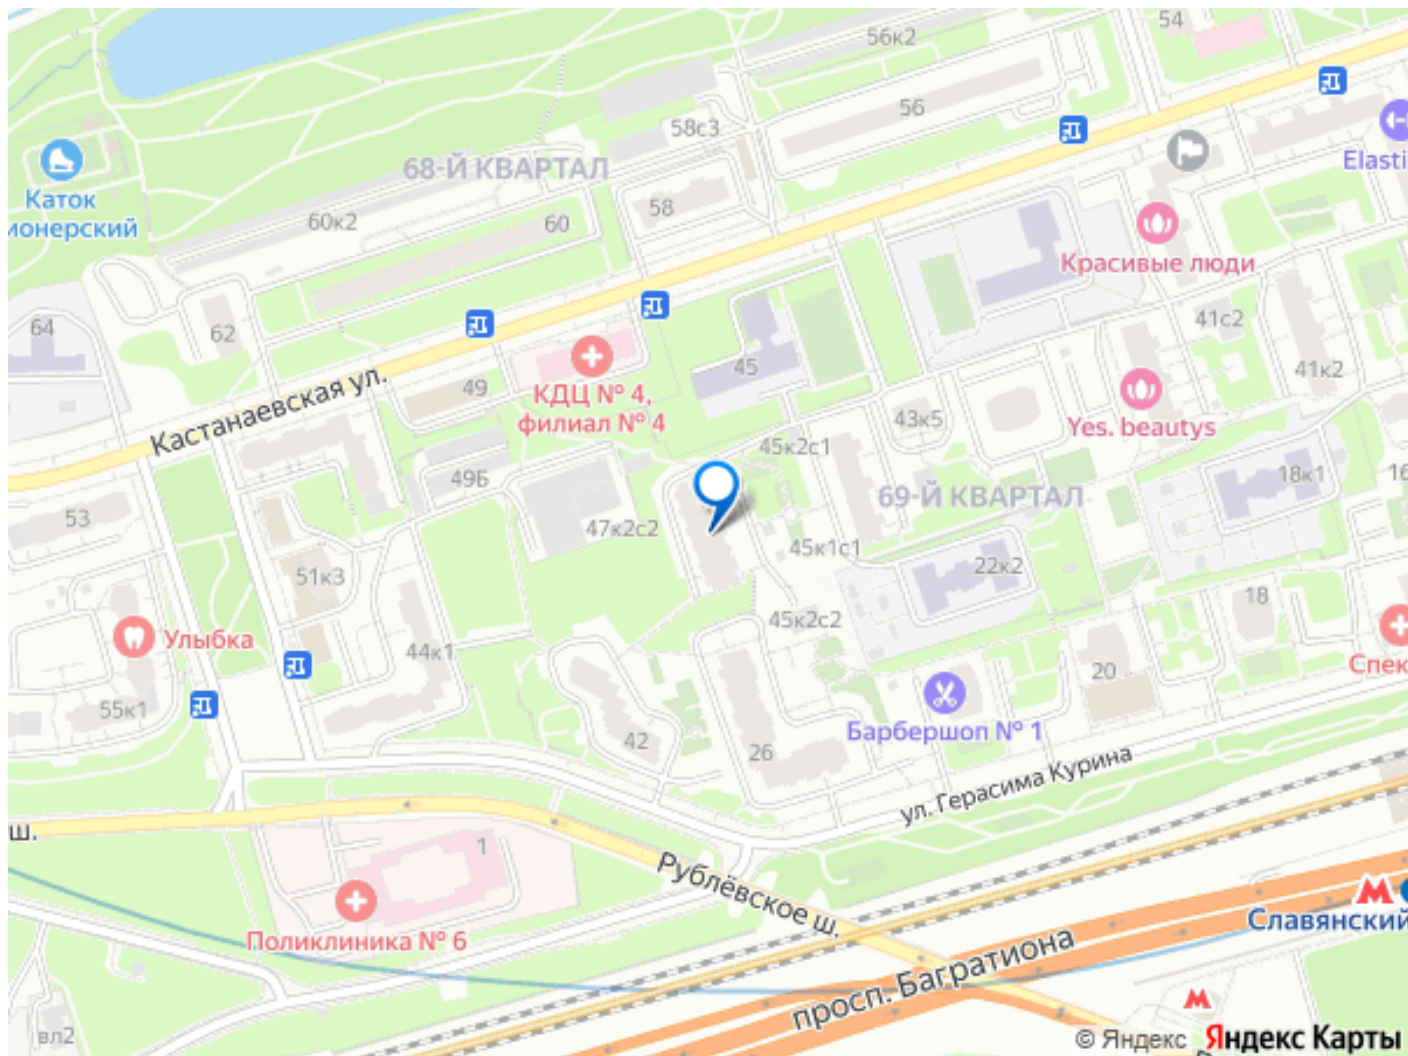 54
56к2
56
58с3
68-Й КВАРТАЛ
Каток
ионерский
Elasti
58
60к2
60
Красивые люди
64
62
41с2
45
49
КДЦ № 4,
филиал № 4
41к2
Кастанаевская ул.
43к5
Yes. beautys
45к2с1
49Б
18к1
16
69-Й КВАРТАЛ
53
47к2с2
45к1с1
51к3
22к2
18
45к2с2
Улыбка
44к1
Спек
20
55к1
42
26
Барбершоп № 1
ул. Герасима Курина
ш.
1
Рублёвское ш.
М
Славянский
Поликлиника № 6
просп. Багратиона
М
вл2
© Яндекс Яндекс Карты